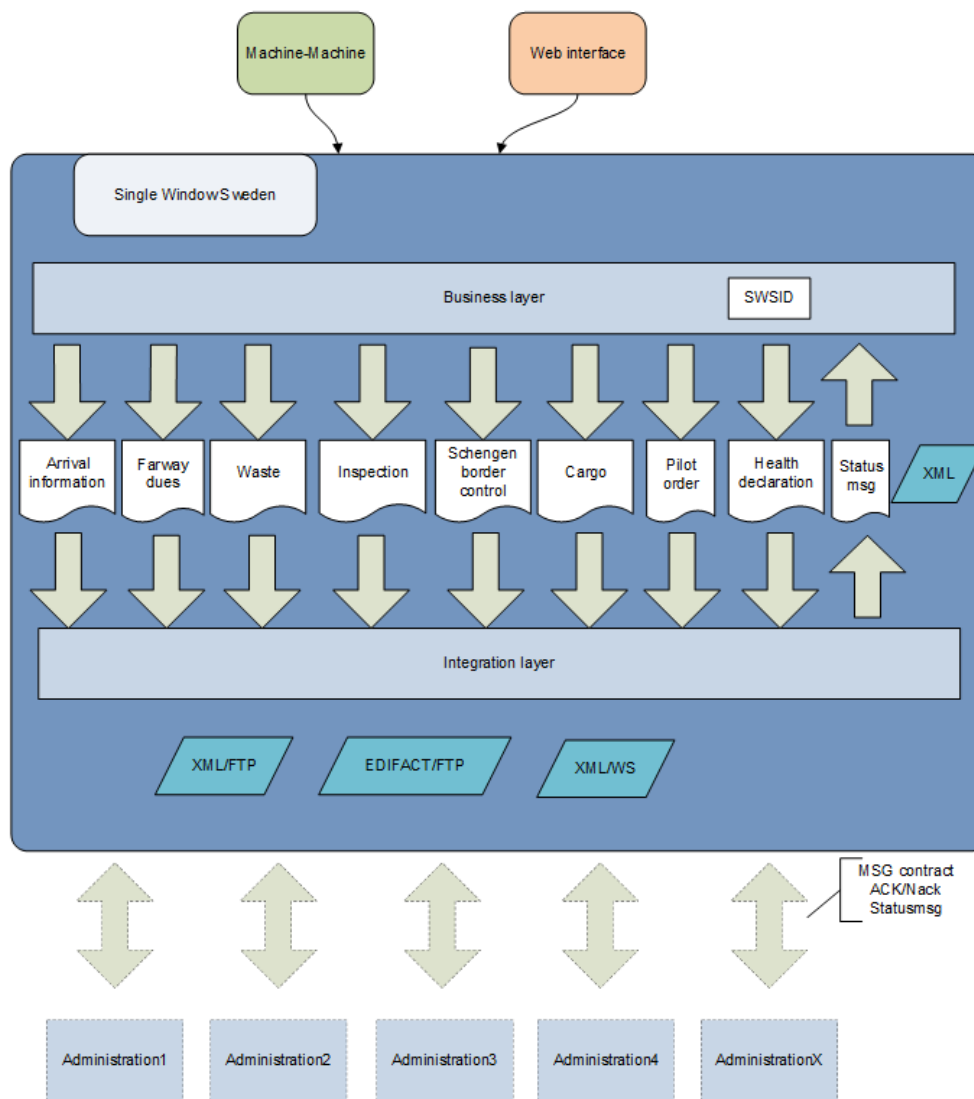 Machine-Machine
Web interface
Single WindowSweden
Business layer
SWSID
Arrival
information
Farway
dues
Waste
Inspection
Schengen
border
control
Cargo
Pilot
order
Health
declaration
Status
msg
XML
Integration layer
XML/FTP
EDIFACT/FTP
XML/WS
MSG contract
ACK/Nack
Statusmsg
Administration1
Administration2
Administration3
Administration4
AdministrationX